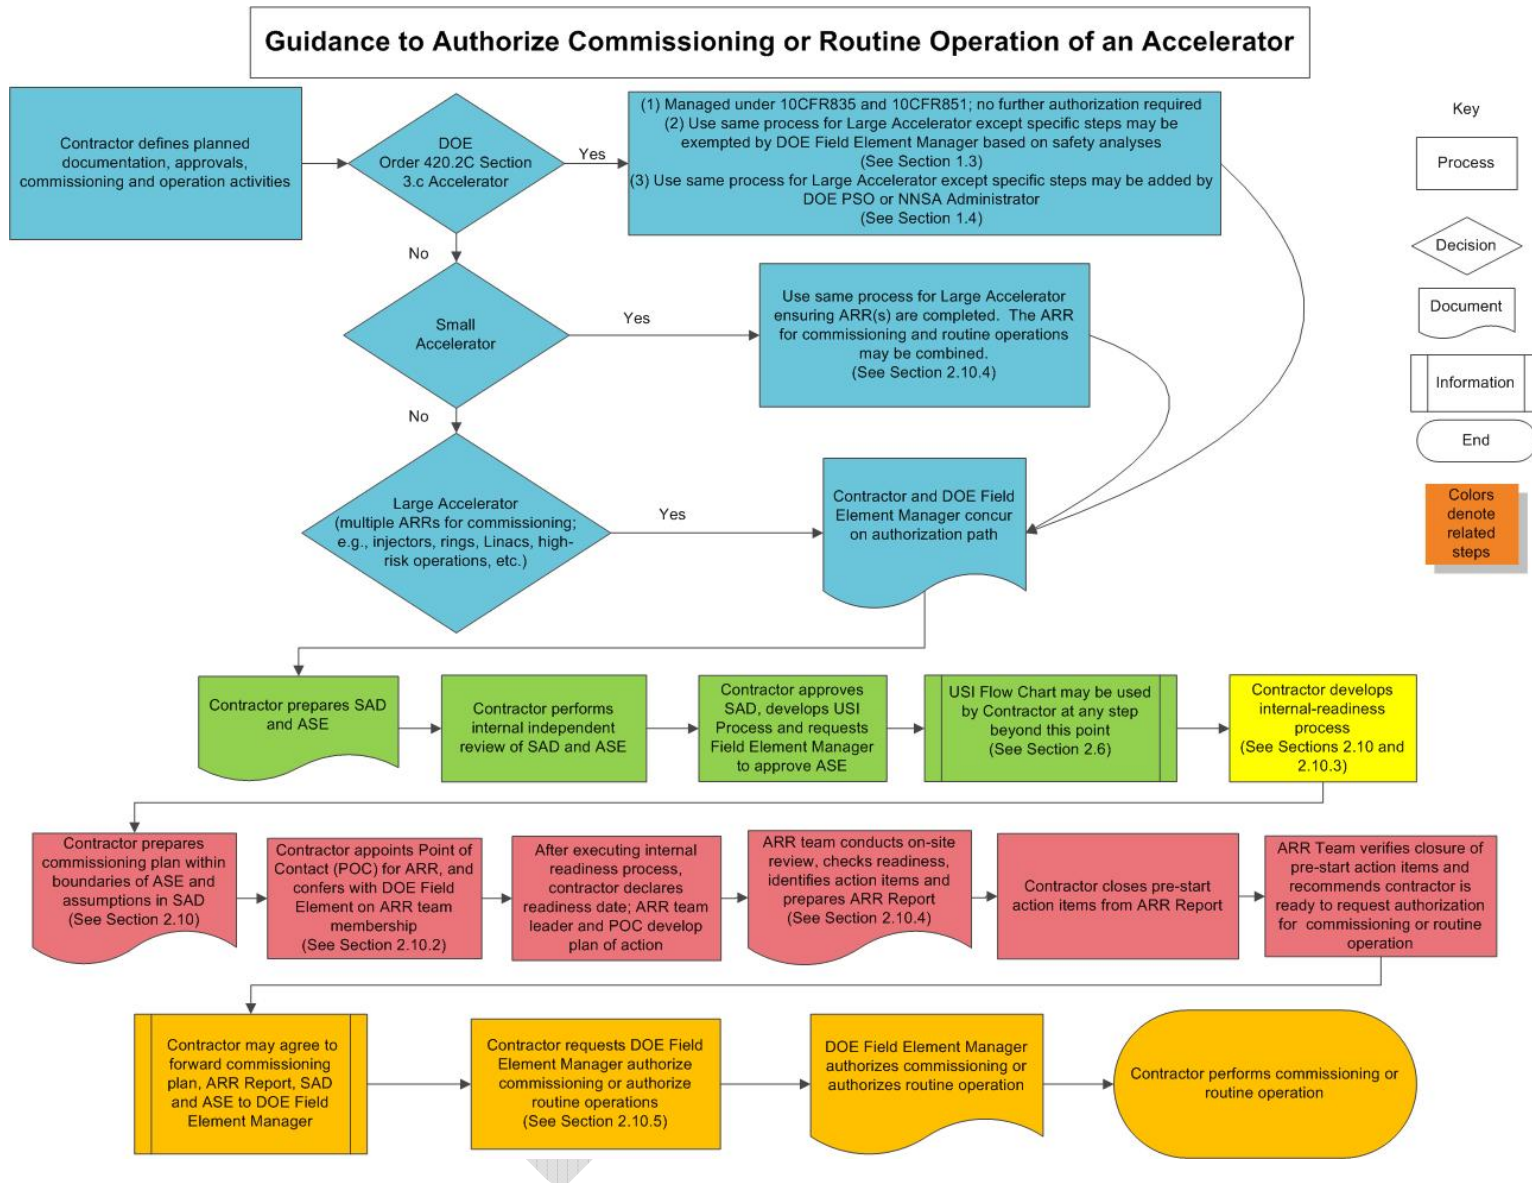 Guidance to Authorize Commissioning or Routine Operation of an Accelerator
Contractor defines planned
documentation, approvals,
commissioning and operation activities
DOE
Order 420.2C Section
3.c Accelerator
Yes
(1) Managed under 10CFR835 and 10CFR851; no further authorization required
(2) Use same process for Large Accelerator except specific steps may be
exempted by DOE Field Element Manager based on safety analyses
(See Section 1.3)
(3) Use same process for Large Accelerator except specific steps may be added by
DOE PSO or NNSA Administrator
(See Section 1.4)
Key
Process
Decision
Document
Information
End
Colors
denote
related
steps
No
Small
Accelerator
Yes
Use same process for Large Accelerator
ensuring ARR(s) are completed. The ARR
for commissioning and routine operations
may be combined.
(See Section 2.10.4)
No
Large Accelerator
(multiple ARRs for commissioning;
e.g., injectors, rings, Linacs, high-
risk operations, etc.)
Yes
Contractor and DOE Field
Element Manager concur
on authorization path
Contractor prepares SAD
and ASE
Contractor performs
internal independent
review of SAD and ASE
Contractor approves
SAD, develops USI
Process and requests
Field Element Manager
to approve ASE
USI Flow Chart may be used
by Contractor at any step
beyond this point
(See Section 2.6)
Contractor develops
internal-readiness
process
(See Sections 2.10 and
2.10.3)
Contractor prepares
commissioning plan within
boundaries of ASE and
assumptions in SAD
(See Section 2.10)
Contractor appoints Point of
Contact (POC) for ARR, and
confers with DOE Field
Element on ARR team
membership
(See Section 2.10.2)
After executing internal
readiness process,
contractor declares
readiness date; ARR team
leader and POC develop
plan of action
ARR team conducts on-site
review, checks readiness,
identifies action items and
prepares ARR Report
(See Section 2.10.4)
Contractor closes pre-start
action items from ARR Report
ARR Team verifies closure of
pre-start action items and
recommends contractor is
ready to request authorization
for commissioning or routine
operation
Contractor may agree to
forward commissioning
plan, ARR Report, SAD
and ASE to DOE Field
Element Manager
Contractor requests DOE Field
Element Manager authorize
commissioning or authorize
routine operations
(See Section 2.10.5)
DOE Field Element Manager
authorizes commissioning or
authorizes routine operation
Contractor performs commissioning or
routine operation